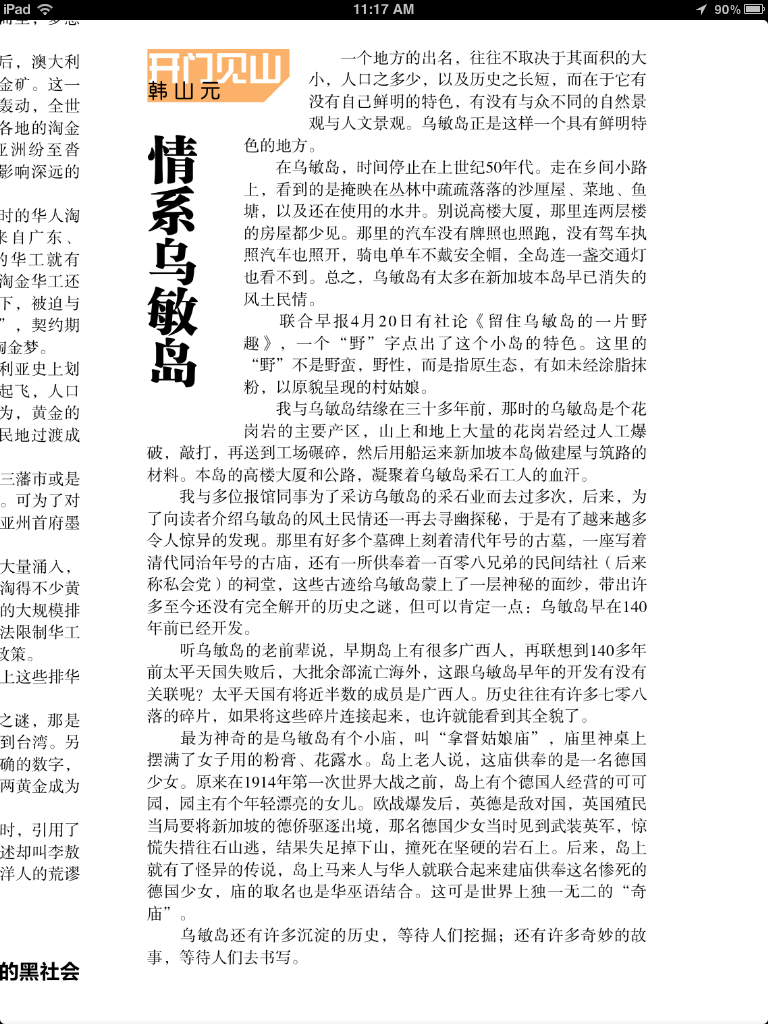 iPad
11:17 AM
90%
后，澳大利
金矿。这一
轰动，全世
各地的淘金
亚洲纷至沓
影响深远的
时的华人淘
来自广东、
的华工就有
淘金华工还
下，被迫与
”，契约期
淘金梦。
利亚史上划
起飞，人口
为，黄金的
民地过渡成
三藩市或是
。可为了对
亚州首府墨
大量涌入，
淘得不少黄
的大规模排
法限制华工
政策。
上这些排华
之谜，那是
到台湾。另
确的数字，
两黄金成为
时，引用了
述却叫李敖
洋人的荒谬
的黑社会
开门见山
韩山元
情系乌敏岛
一个地方的出名，往往不取决于其面积的大
小，人口之多少，以及历史之长短，而在于它有
没有自己鲜明的特色，有没有与众不同的自然景
观与人文景观。乌敏岛正是这样一个具有鲜明特
色的地方。
在乌敏岛，时间停止在上世纪50年代。走在乡间小路
上，看到的是掩映在丛林中疏疏落落的沙厘屋、菜地、鱼
塘，以及还在使用的水井。别说高楼大厦，那里连两层楼
的房屋都少见。那里的汽车没有牌照也照跑，没有驾车执
照汽车也照开，骑电单车不戴安全帽，全岛连一盏交通灯
也看不到。总之，乌敏岛有太多在新加坡本岛早已消失的
风土民情。
联合早报4月20日有社论《留住乌敏岛的一片野
趣》，一个“野”字点出了这个小岛的特色。这里的
“野”不是野蛮，野性，而是指原生态，有如未经涂脂抹
粉，以原貌呈现的村姑娘。
我与乌敏岛结缘在三十多年前，那时的乌敏岛是个花
岗岩的主要产区，山上和地上大量的花岗岩经过人工爆
破，敲打，再送到工场碾碎，然后用船运来新加坡本岛做建屋与筑路的
材料。本岛的高楼大厦和公路，凝聚着乌敏岛采石工人的血汗。
我与多位报馆同事为了采访乌敏岛的采石业而去过多次，后来，为
了向读者介绍乌敏岛的风土民情还一再去寻幽探秘，于是有了越来越多
令人惊异的发现。那里有好多个墓碑上刻着清代年号的古墓，一座写着
清代同治年号的古庙，还有一所供奉着一百零八兄弟的民间结社（后来
称私会党）的祠堂，这些古迹给乌敏岛蒙上了一层神秘的面纱，带出许
多至今还没有完全解开的历史之谜，但可以肯定一点：乌敏岛早在140
年前已经开发。
听乌敏岛的老前辈说，早期岛上有很多广西人，再联想到140多年
前太平天国失败后，大批余部流亡海外，这跟乌敏岛早年的开发有没有
关联呢？太平天国有将近半数的成员是广西人。历史往往有许多七零八
落的碎片，如果将这些碎片连接起来，也许就能看到其全貌了。
最为神奇的是乌敏岛有个小庙，叫“拿督姑娘庙”，庙里神桌上
摆满了女子用的粉膏、花露水。岛上老人说，这庙供奉的是一名德国
少女。原来在1914年第一次世界大战之前，岛上有个德国人经营的可可
园，园主有个年轻漂亮的女儿。欧战爆发后，英德是敌对国，英国殖民
当局要将新加坡的德侨驱逐出境，那名德国少女当时见到武装英军，惊
慌失措往石山逃，结果失足掉下山，撞死在坚硬的岩石上。后来，岛上
就有了怪异的传说，岛上马来人与华人就联合起来建庙供奉这名惨死的
德国少女，庙的取名也是华巫语结合。这可是世界上独一无二的“奇
庙”。
乌敏岛还有许多沉淀的历史，等待人们挖掘；还有许多奇妙的故
事，等待人们去书写。